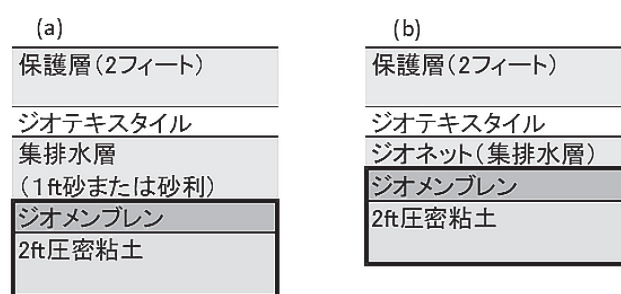 (a)
保護層(2フィート)
ジオテキスタイル
集排水層
(1ft砂または砂利)
ジオメンブレン
2ft圧密粘土
(b)
保護層(2フィート)
ジオテキスタイル
ジオネット(集排水層)
ジオメンブレン
2ft圧密粘土